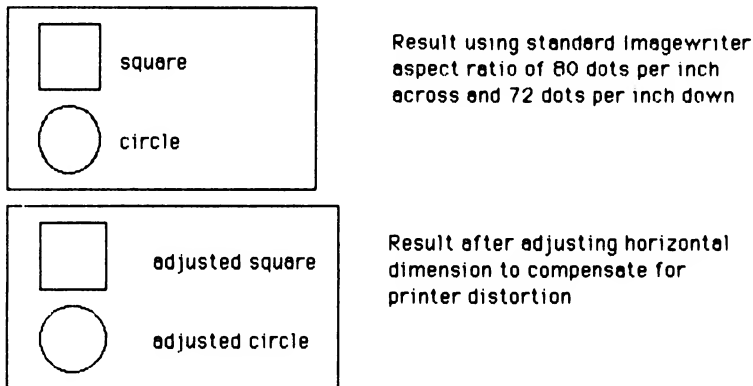 square
circle
Result using standard Imagewriter
aspect ratio of 80 dots per inch
across and 72 dots per inch down
adjusted square
adjusted circle
Result after adjusting horizontal
dimension to compensate for
printer distortion